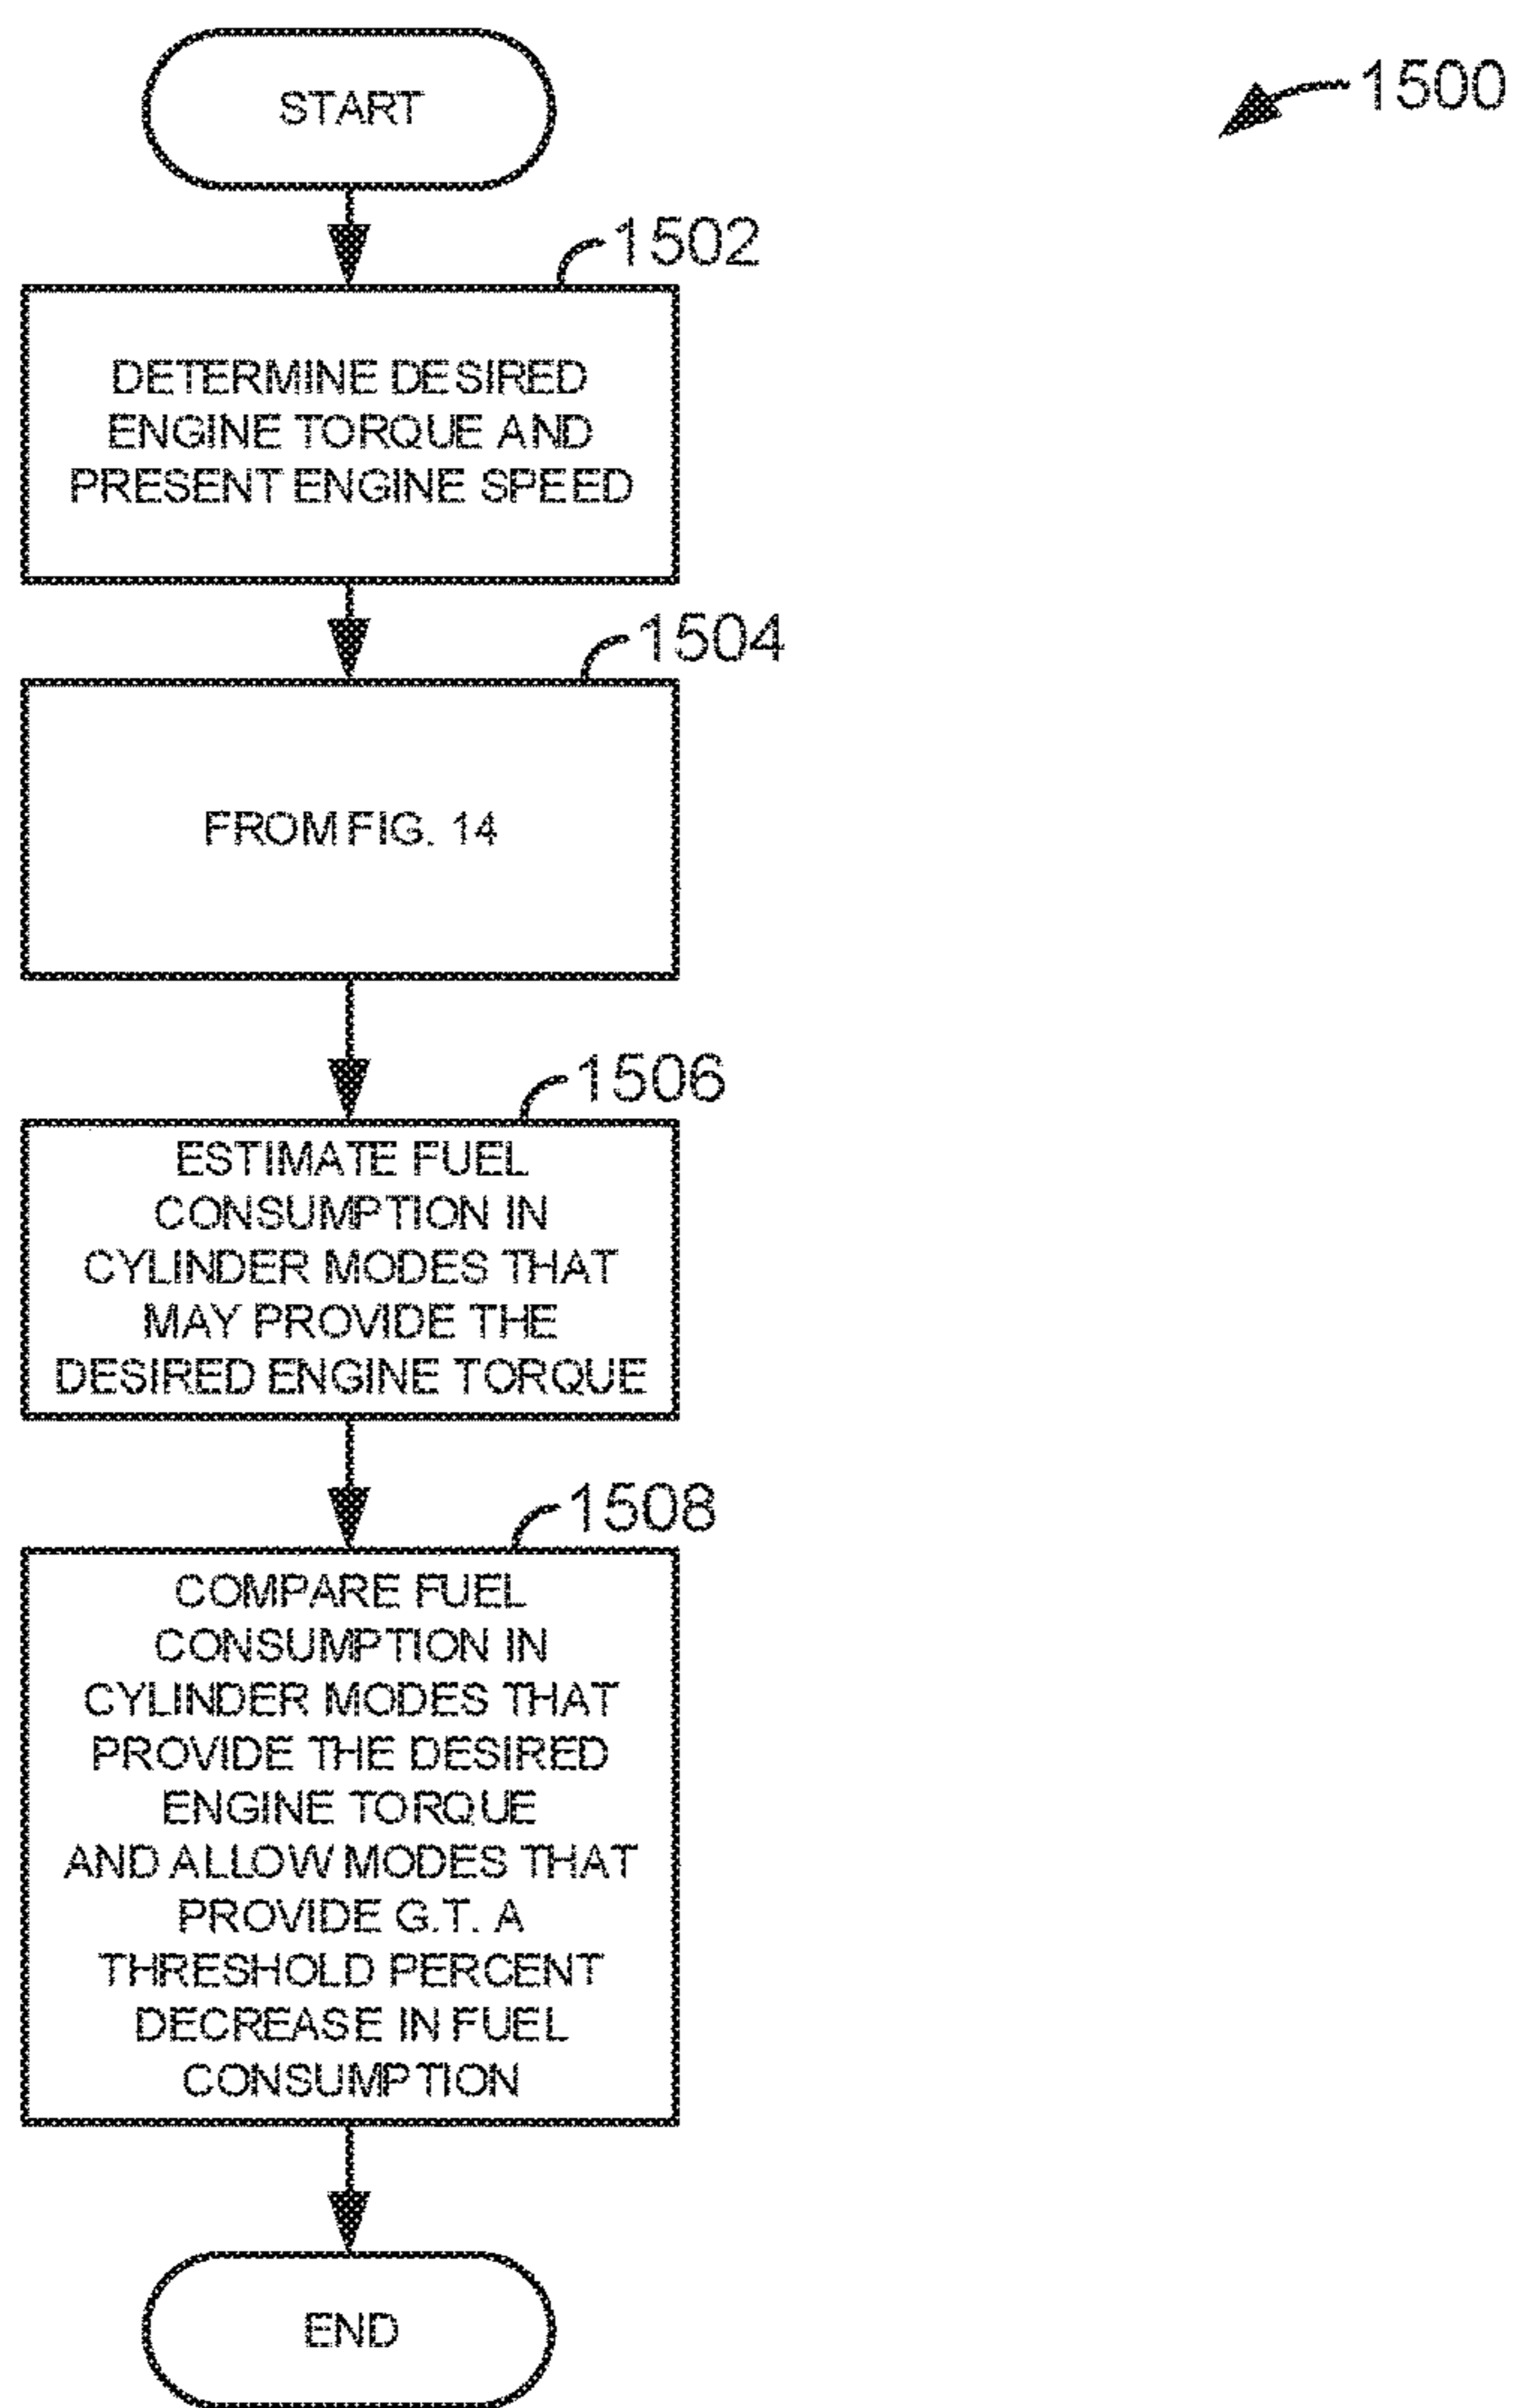 START
1500
1502
DETERMINE DESIRED
ENGINE TORQUE AND
PRESENT ENGINE SPEED
1504
FROM FIG. 14
1506
ESTIMATE FUEL
CONSUMPTION IN
CYLINDER MODES THAT
MAY PROVIDE THE
DESIRED ENGINE TORQUE
1508
COMPARE FUEL
CONSUMPTION IN
CYLINDER MODES THAT
PROVIDE THE DESIRED
ENGINE TORQUE
AND ALLOW MODES THAT
PROVIDE G.T. A
THRESHOLD PERCENT
DECREASE IN FUEL
CONSUMPTION
END